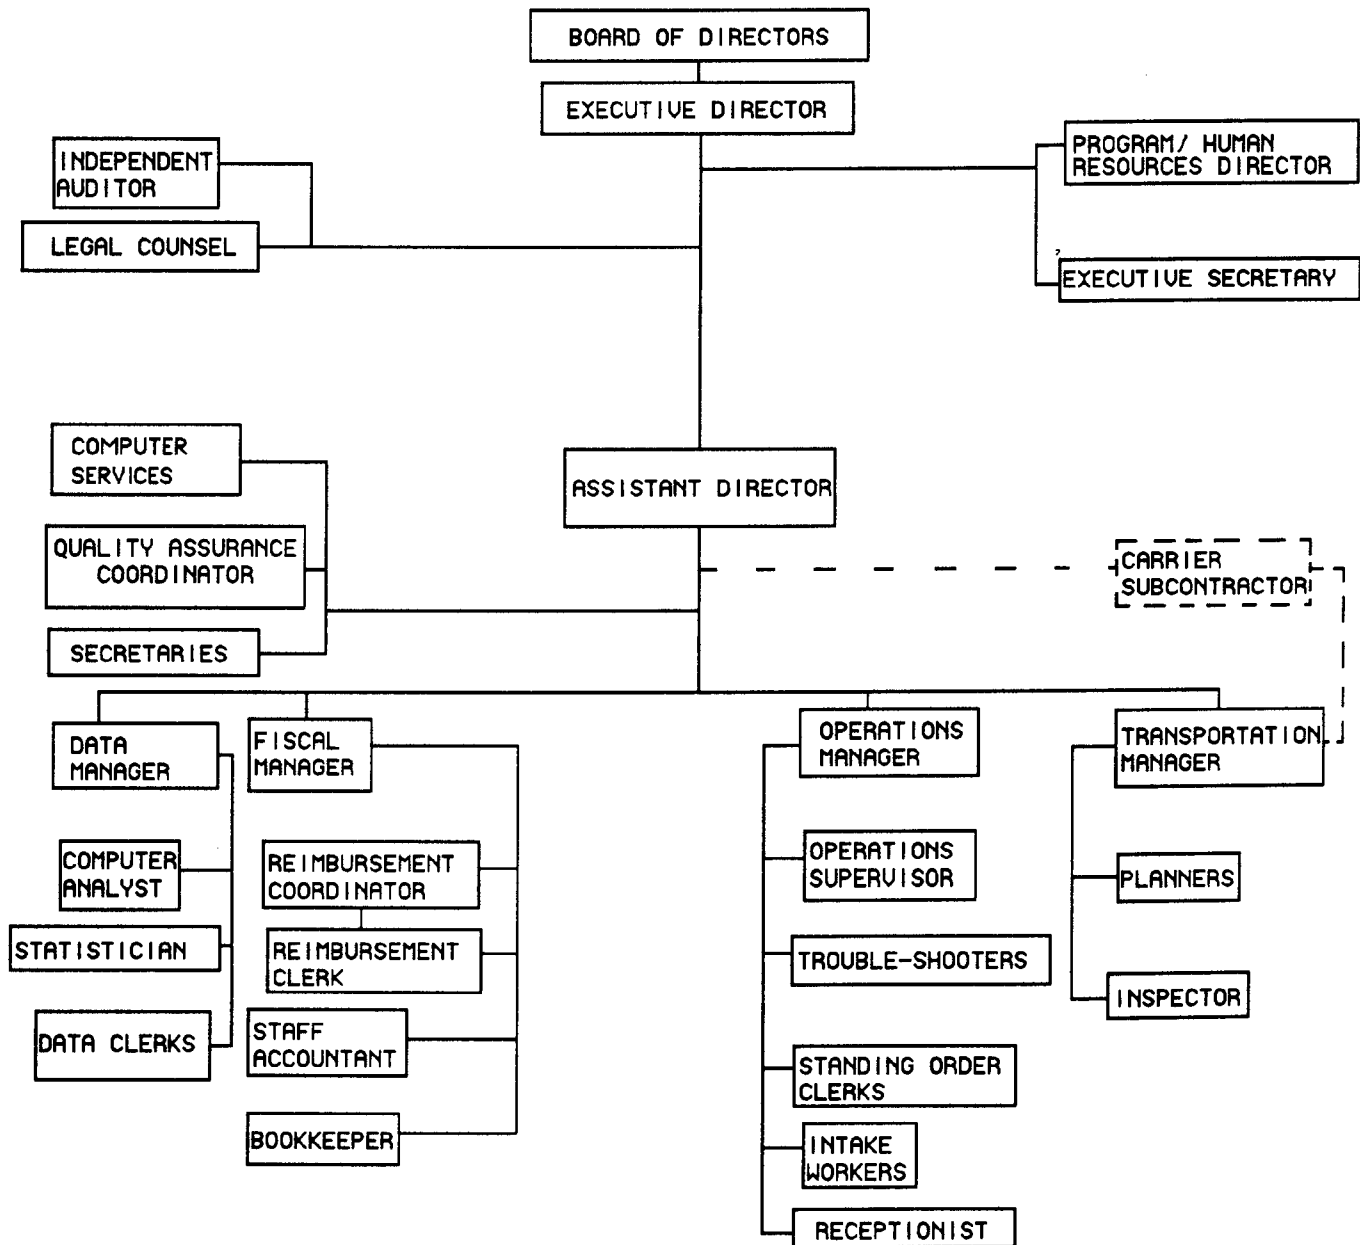 BOARD OF DIRECTORS
EXECUTIVE DIRECTOR
INDEPENDENT
AUDITOR
LEGAL COUNSEL
PROGRAM/ HUMAN
RESOURCES DIRECTOR
EXECUTIVE SECRETARY
COMPUTER
SERVICES
QUALITY ASSURANCE
COORDINATOR
SECRETARIES
ASSISTANT DIRECTOR
CARRIER
SUBCONTRACTOR
DATA
MANAGER
FISCAL
MANAGER
OPERATIONS
MANAGER
TRANSPORTATION
MANAGER
COMPUTER
ANALYST
STATISTICIAN
DATA CLERKS
REIMBURSEMENT
COORDINATOR
REIMBURSEMENT
CLERK
STAFF
ACCOUNTANT
BOOKKEEPER
OPERATIONS
SUPERVISOR
TROUBLE-SHOOTERS
STANDING ORDER
CLERKS
INTAKE
WORKERS
RECEPTIONIST
PLANNERS
INSPECTOR